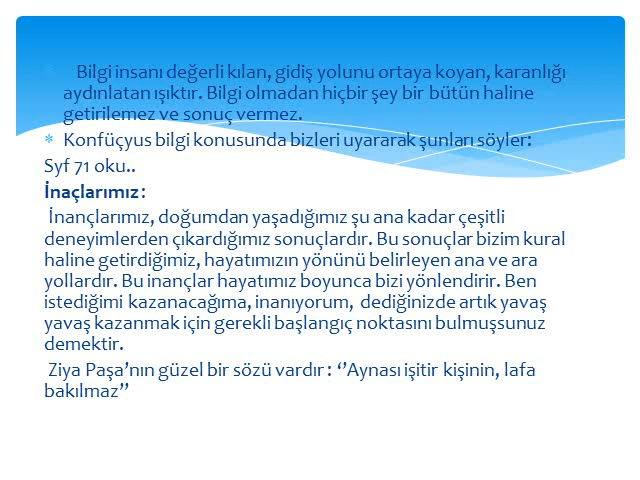 Bilgi insanı değerli kılan, gidiş yolunu ortaya koyan, karanlığı
aydınlatan ışıktır. Bilgi olmadan hiçbir şey bir bütün haline
getirilemez ve sonuç vermez.
Konfüçyus bilgi konusunda bizleri uyararak şunları söyler:
Syf 71 oku..
İnaçlarımız:
İnançlarımız, doğumdan yaşadığımız şu ana kadar çeşitli
deneyimlerden çıkardığımız sonuçlardır. Bu sonuçlar bizim kural
haline getirdiğimiz, hayatımızın yönünü belirleyen ana ve ara
yollardır. Bu inançlar hayatımız boyunca bizi yönlendirir. Ben
istediğimi kazanacağıma, inanıyorum, dediğinizde artık yavaş
yavaş kazanmak için gerekli başlangıç noktasını bulmuşsunuz
demektir.
Ziya Paşa’nın güzel bir sözü vardır : ‘’Aynası işitir kişinin, lafa
bakılmaz’’